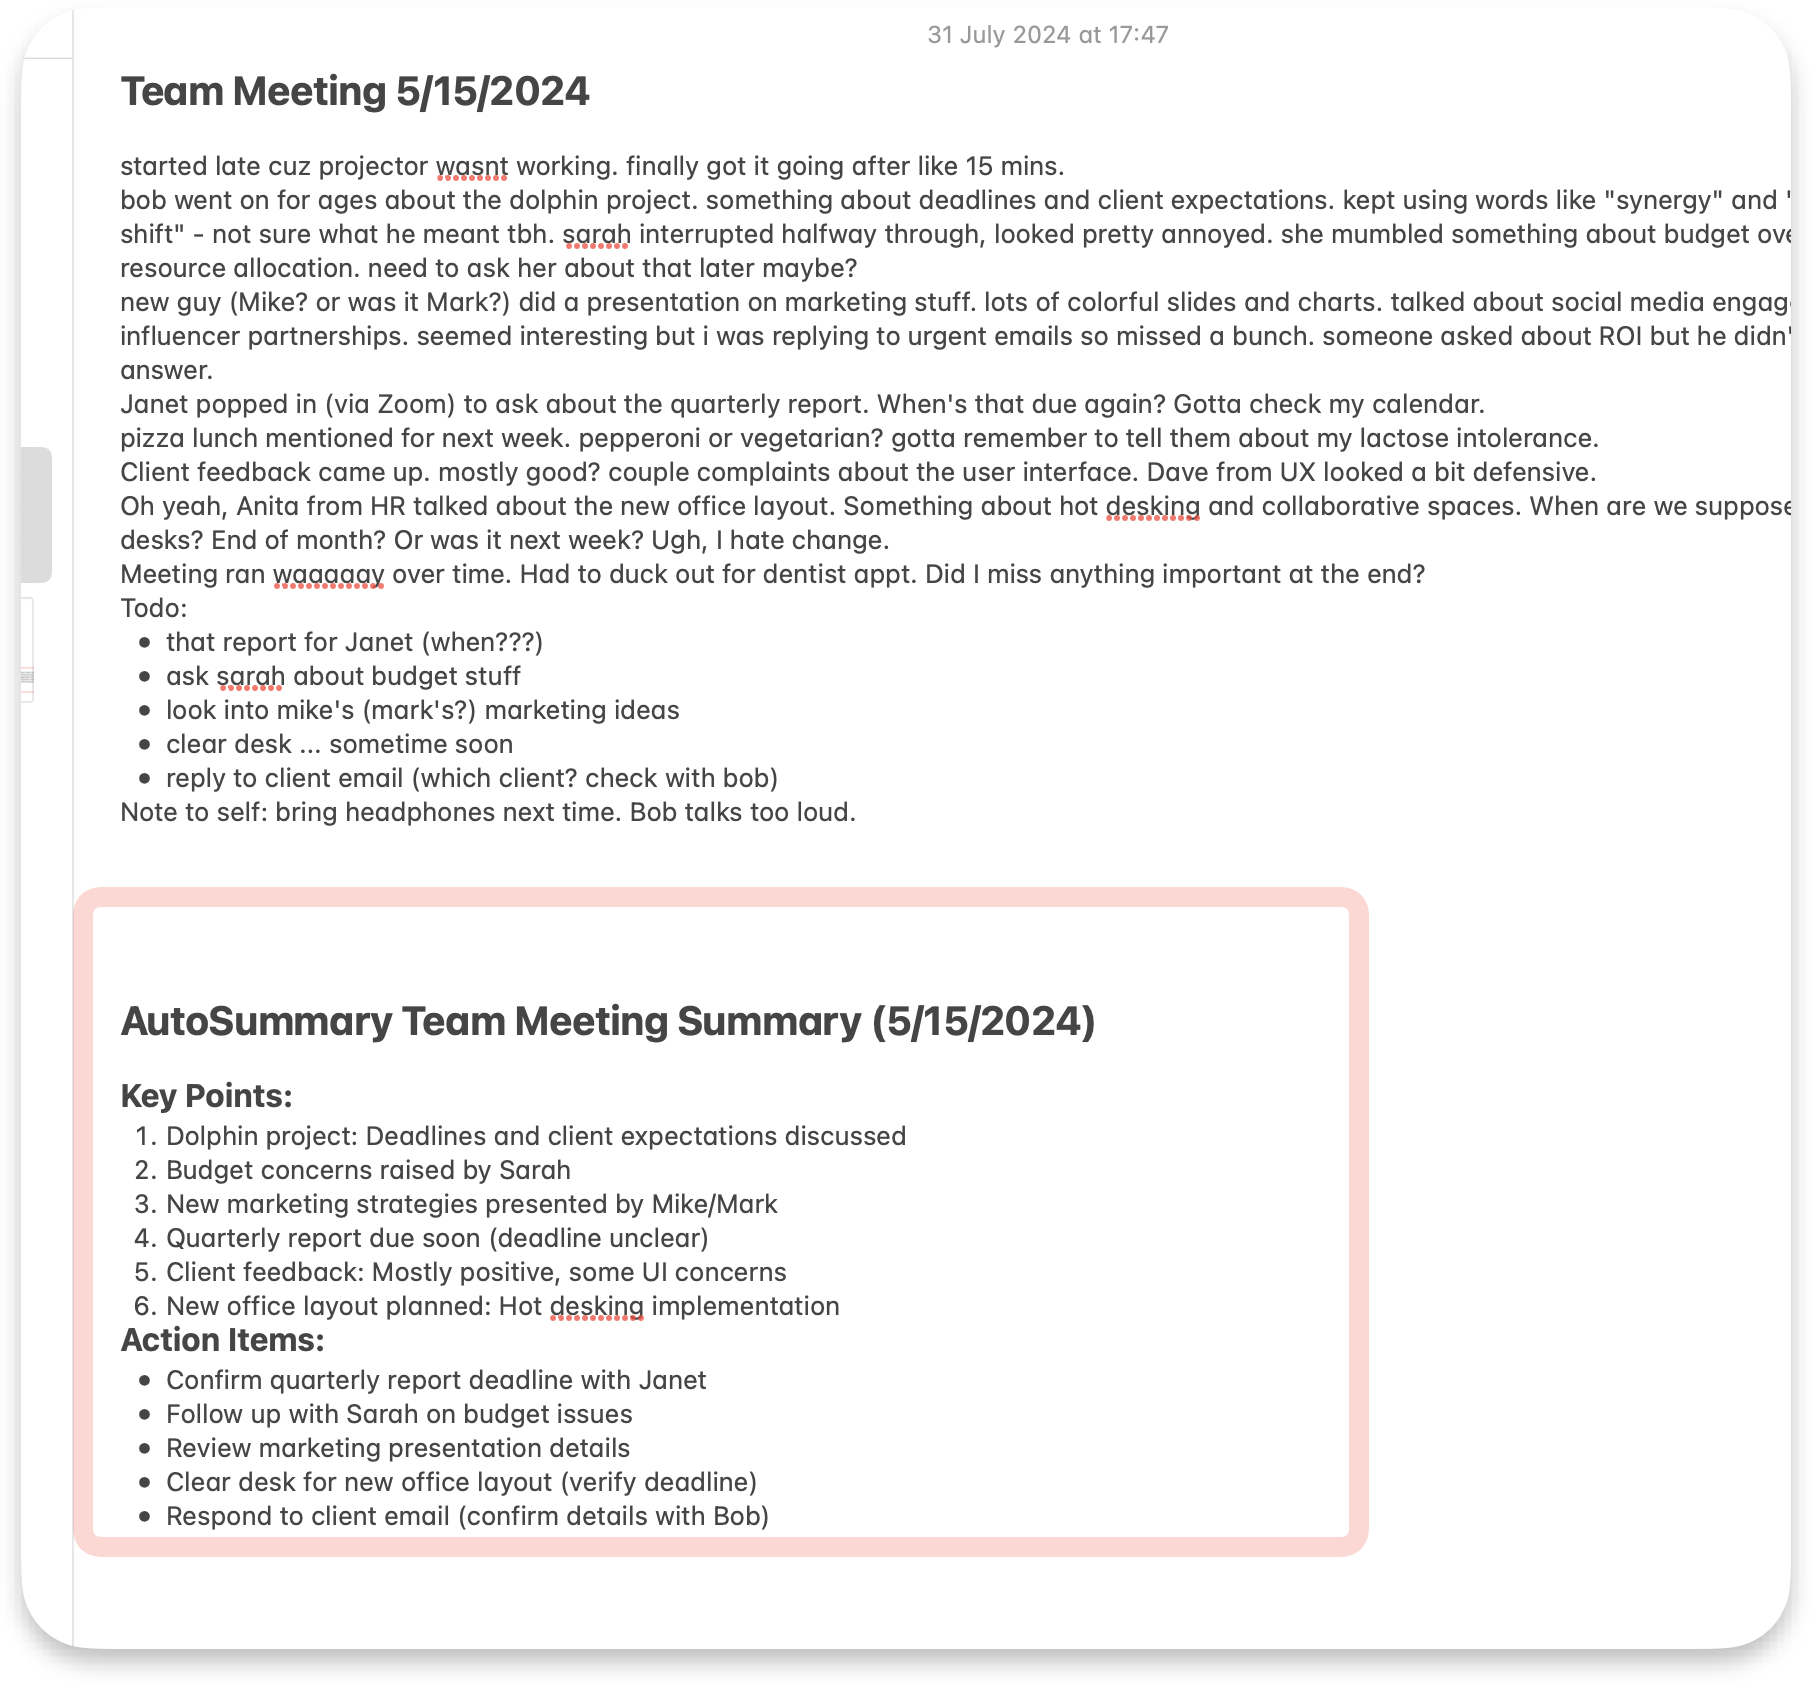 31 July 2024 at 17:47
Team Meeting 5/15/2024
started late cuz projector wasnt working. finally got it going after like 15 mins.
bob went on for ages about the dolphin project. something about deadlines and client expectations. kept using words like "synergy" and "
shift" - not sure what he meant tbh. sarah interrupted halfway through, looked pretty annoyed. she mumbled something about budget ove
resource allocation. need to ask her about that later maybe?
new guy (Mike? or was it Mark?) did a presentation on marketing stuff. lots of colorful slides and charts. talked about social media engag
influencer partnerships. seemed interesting but i was replying to urgent emails so missed a bunch. someone asked about ROI but he didn'
answer.
Janet popped in (via Zoom) to ask about the quarterly report. When's that due again? Gotta check my calendar.
pizza lunch mentioned for next week. pepperoni or vegetarian? gotta remember to tell them about my lactose intolerance.
Client feedback came up. mostly good? couple complaints about the user interface. Dave from UX looked a bit defensive.
Oh yeah, Anita from HR talked about the new office layout. Something about hot desking and collaborative spaces. When are we suppose
desks? End of month? Or was it next week? Ugh, I hate change.
Meeting ran waaaaay over time. Had to duck out for dentist appt. Did I miss anything important at the end?
Todo:
• that report for Janet (when???)
• ask sarah about budget stuff
• look into mike's (mark's?) marketing ideas
• clear desk ... sometime soon
• reply to client email (which client? check with bob)
Note to self: bring headphones next time. Bob talks too loud.
AutoSummary Team Meeting Summary (5/15/2024)
Key Points:
1. Dolphin project: Deadlines and client expectations discussed
2. Budget concerns raised by Sarah
3. New marketing strategies presented by Mike/Mark
4. Quarterly report due soon (deadline unclear)
5. Client feedback: Mostly positive, some UI concerns
6. New office layout planned: Hot desking implementation
Action Items:
• Confirm quarterly report deadline with Janet
• Follow up with Sarah on budget issues
• Review marketing presentation details
• Clear desk for new office layout (verify deadline)
• Respond to client email (confirm details with Bob)